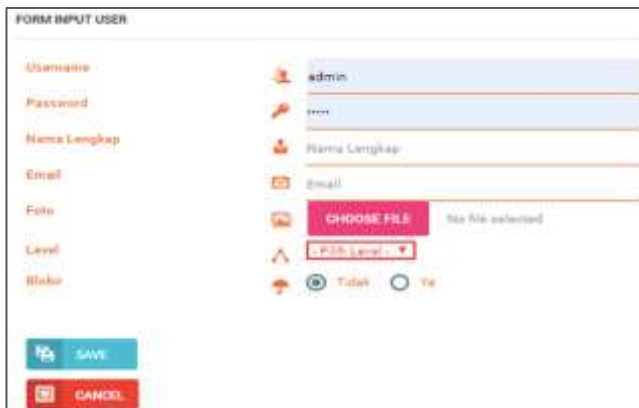 FORM INPUT USER
Username admin
Password •••••
Nama Lengkap Nama Lengkap
Email Email
Foto CHOOSE FILE No file selected
Level - Pilih Level -
Blokir Tidak Ya
SAVE
CANCEL